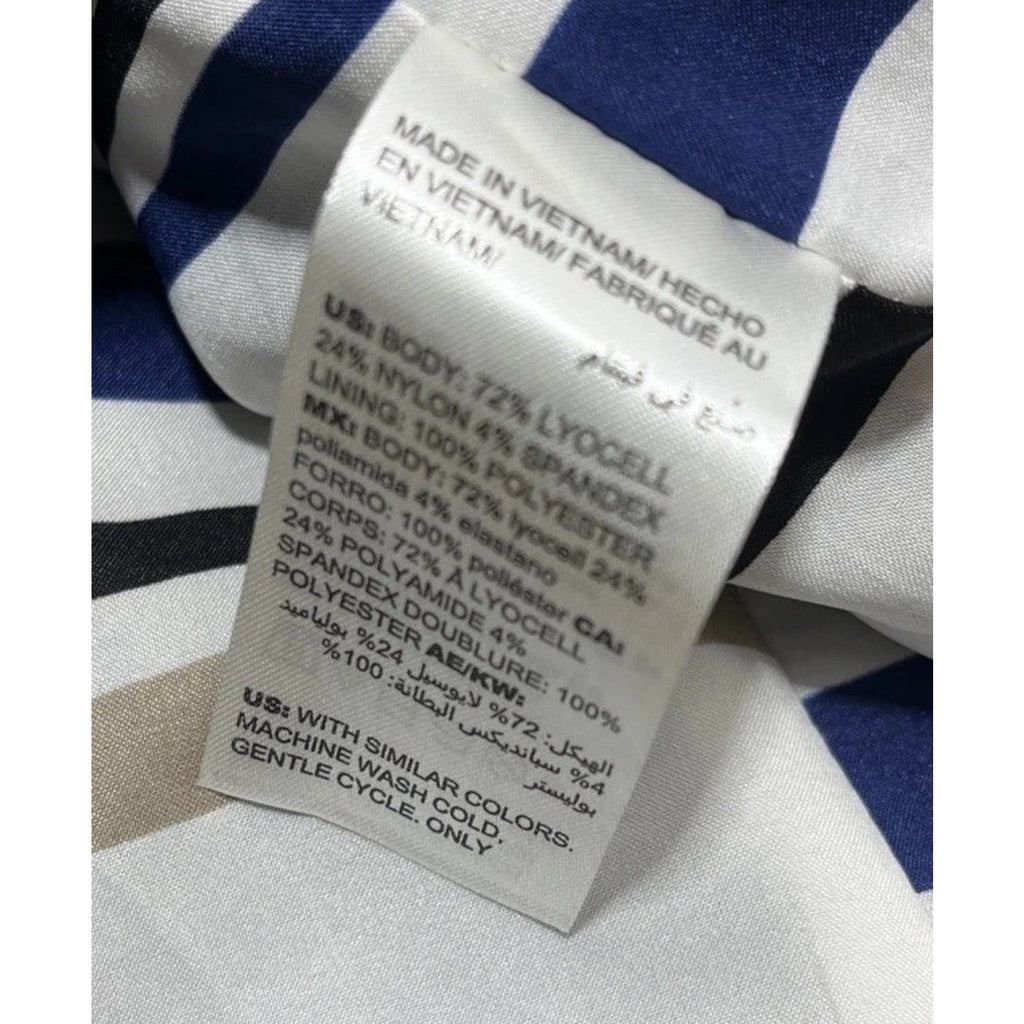 MADE IN VIETNAM/ HECHO
EN VIETNAM/ FABRIQUÉ AU
VIETNAM/
صنع في فيتنام
US: BODY: 72% LYOCELL
24% NYLON 4% SPANDEX
LINING: 100% POLYESTER
MX: BODY: 72% lyocell 24%
poliamida 4% elastano
FORRO: 100% poliéster CA:
CORPS: 72% A LYOCELL
24% POLYAMIDE 4%
SPANDEX DOUBLURE: 100%
POLYESTER AE/KW:
الهيكل: 72% لايوسيل 24% بولياميد
4% سبانديكس البطانة: 100%
بوليستر
US: WITH SIMILAR COLORS.
MACHINE WASH COLD,
GENTLE CYCLE. ONLY